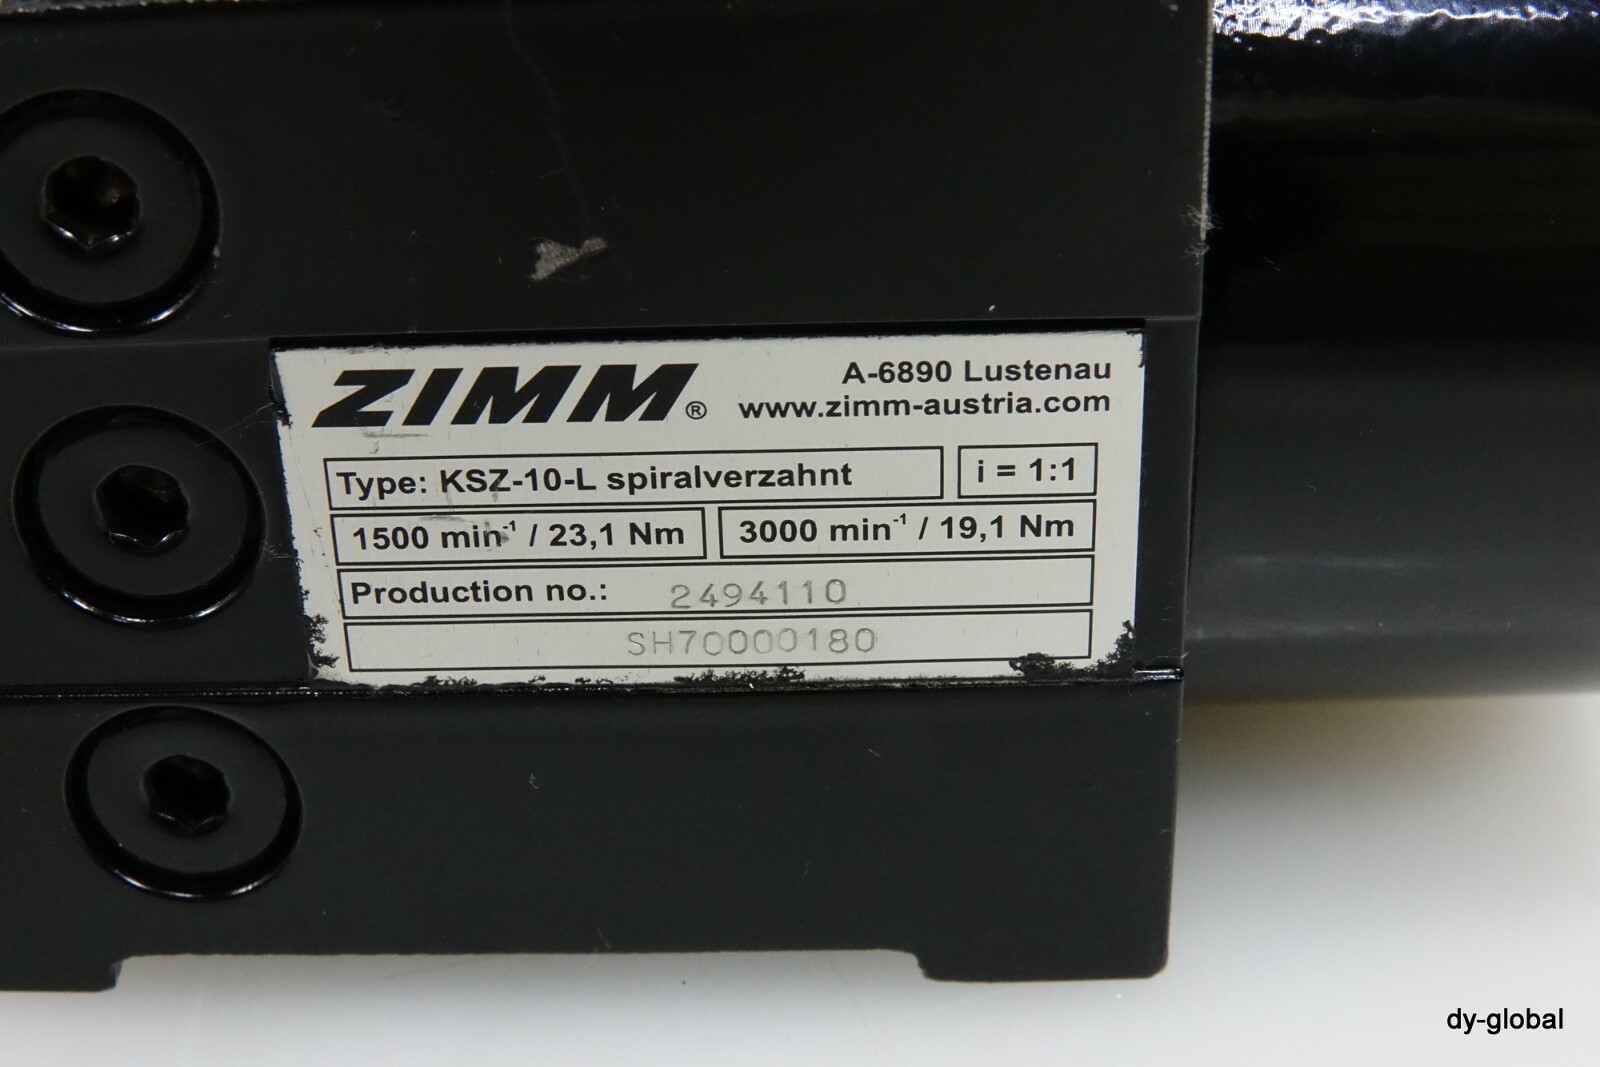 ZIMM®
A-6890 Lustenau
www.zimm-austria.com
Type: KSZ-10-L spiralverzahnt
i = 1:1
1500 min⁻¹ / 23,1 Nm
3000 min⁻¹ / 19,1 Nm
Production no.: 2494110
SH70000180
dy-global